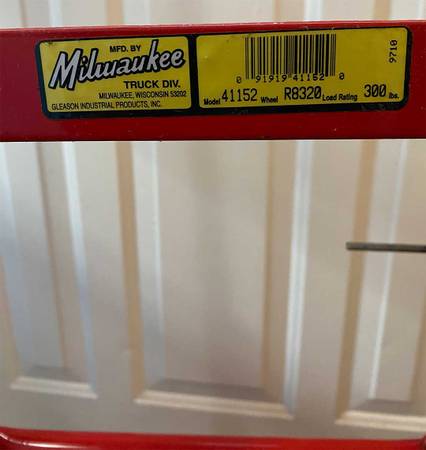 MFD. BY
Milwaukee
TRUCK DIV.
MILWAUKEE, WISCONSIN 53202
GLEASON INDUSTRIAL PRODUCTS, INC.
0 91919 41152 0
Model 41152 Wheel R8320 Load Rating 300 lbs.
9710